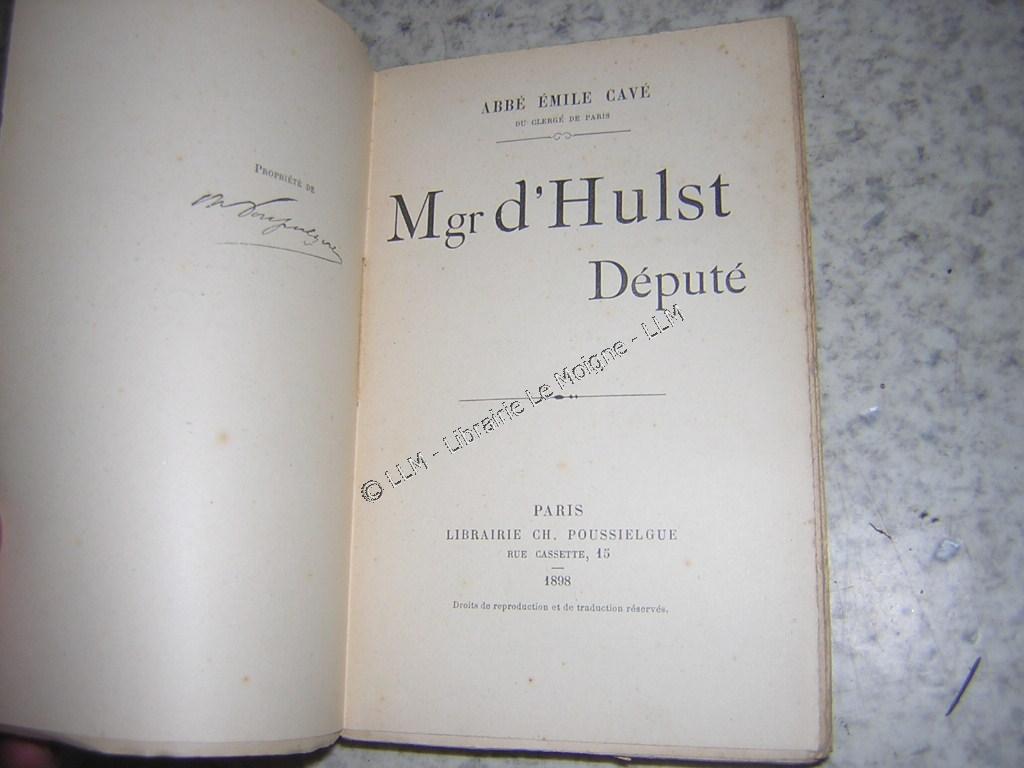 PROPRIÉTÉ DE
ABBÉ ÉMILE CAVÉ
DU CLERGÉ DE PARIS
Mgr d'Hulst
Député
© LLM - Librairie Le Moigne - LLM
PARIS
LIBRAIRIE CH. POUSSIELGUE
RUE CASSETTE, 15
1898
Droits de reproduction et de traduction réservés.